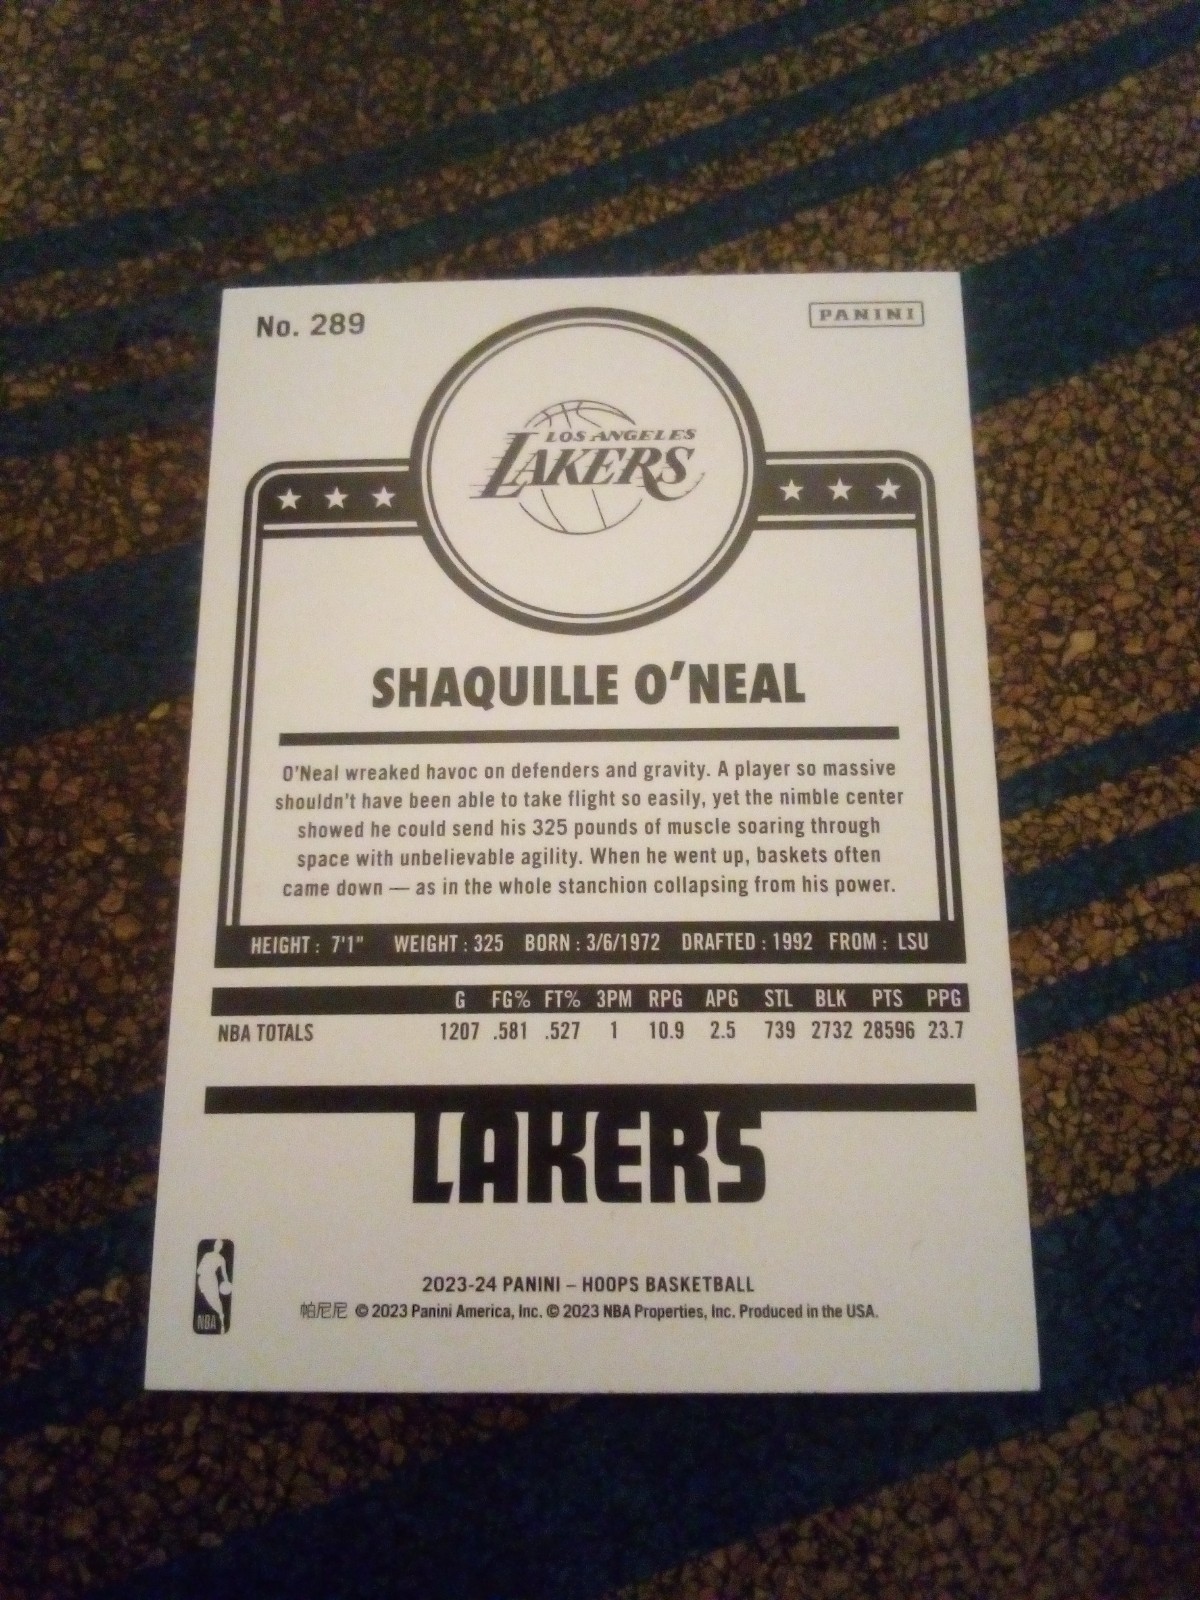 No. 289
PANINI
LOS ANGELES
LAKERS
SHAQUILLE O'NEAL
O'Neal wreaked havoc on defenders and gravity. A player so massive
shouldn't have been able to take flight so easily, yet the nimble center
showed he could send his 325 pounds of muscle soaring through
space with unbelievable agility. When he went up, baskets often
came down — as in the whole stanchion collapsing from his power.
HEIGHT : 7'1" WEIGHT : 325 BORN : 3/6/1972 DRAFTED : 1992 FROM : LSU
G FG% FT% 3PM RPG APG STL BLK PTS PPG
NBA TOTALS 1207 .581 .527 1 10.9 2.5 739 2732 28596 23.7
LAKERS
NBA
2023-24 PANINI – HOOPS BASKETBALL
帕尼尼 © 2023 Panini America, Inc. © 2023 NBA Properties, Inc. Produced in the USA.